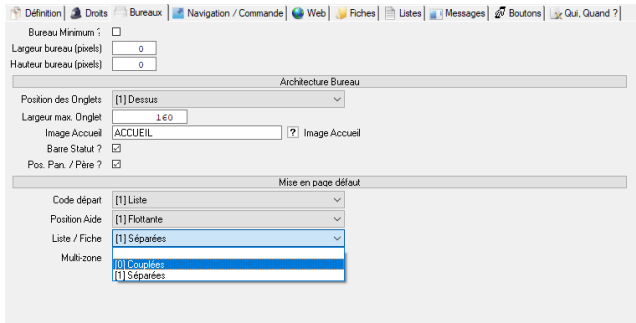 Définition Droits Bureaux Navigation / Commande Web Fiches Listes Messages Boutons Qui, Quand ?
Bureau Minimum ?
Largeur bureau (pixels) 0
Hauteur bureau (pixels) 0
Architecture Bureau
Position des Onglets [1] Dessus
Largeur max. Onglet 160
Image Accueil ACCUEIL ? Image Accueil
Barre Statut ?
Pos. Pan. / Père ?
Mise en page défaut
Code départ [1] Liste
Position Aide [1] Flottante
Liste / Fiche [1] Séparées
Multi-zone
[0] Couplées
[1] Séparées